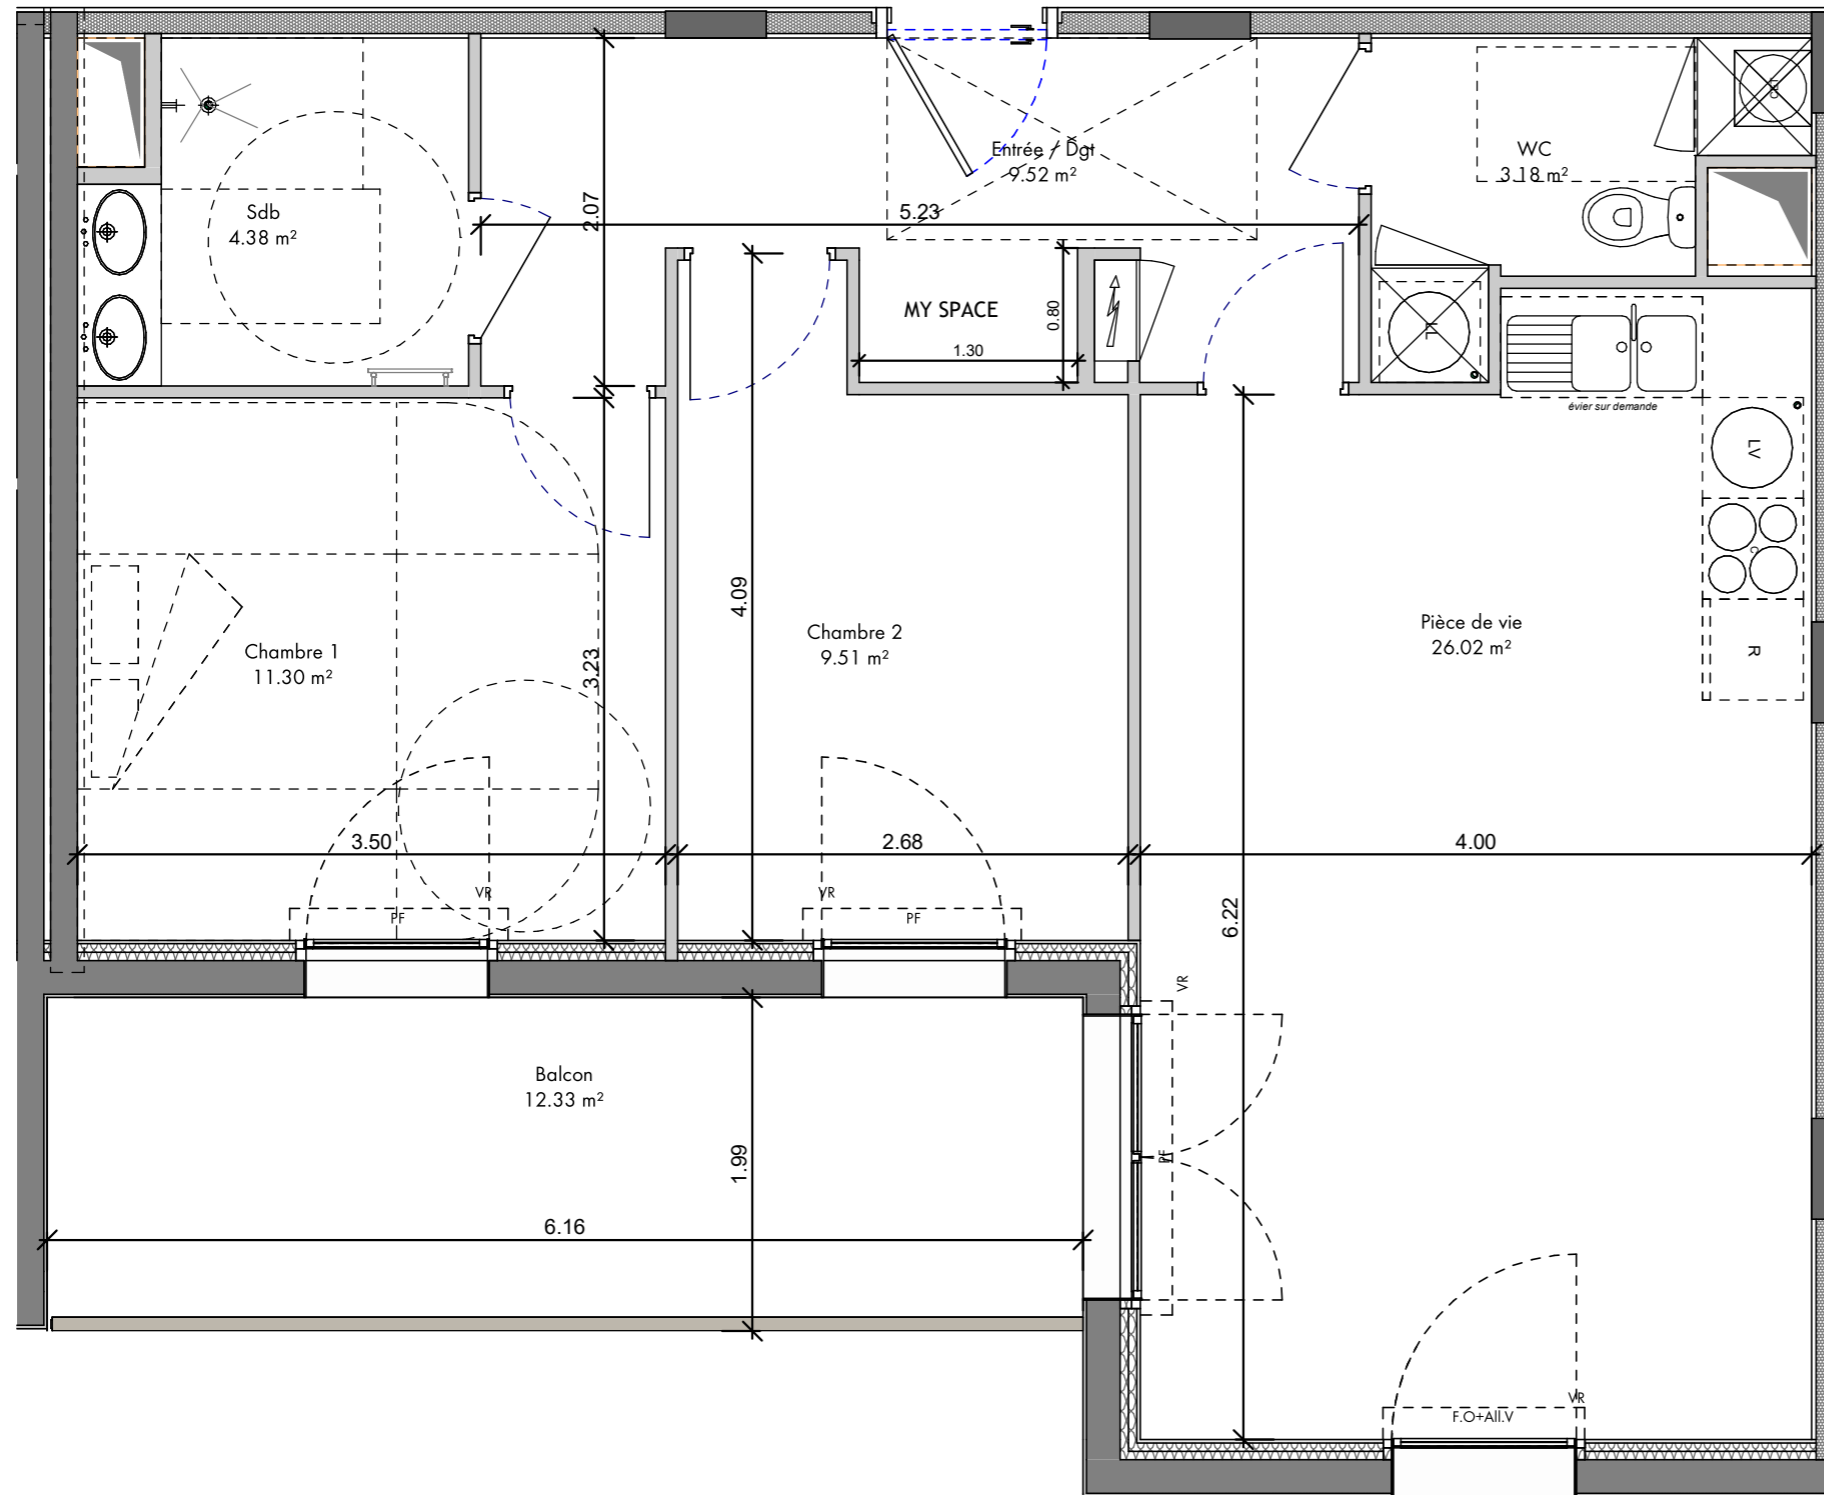 Entrée / Dgt
9.52 m²
WC
3.18 m²
Sdb
4.38 m²
2.07
5.23
MY SPACE
0.80
1.30
LL
évier sur demande
LV
C
R
4.09
3.23
Chambre 1
11.30 m²
Chambre 2
9.51 m²
Pièce de vie
26.02 m²
3.50
2.68
4.00
VR
PF
VR
PF
6.22
VR
PF
Balcon
12.33 m²
1.99
6.16
VR
F.O+All.V